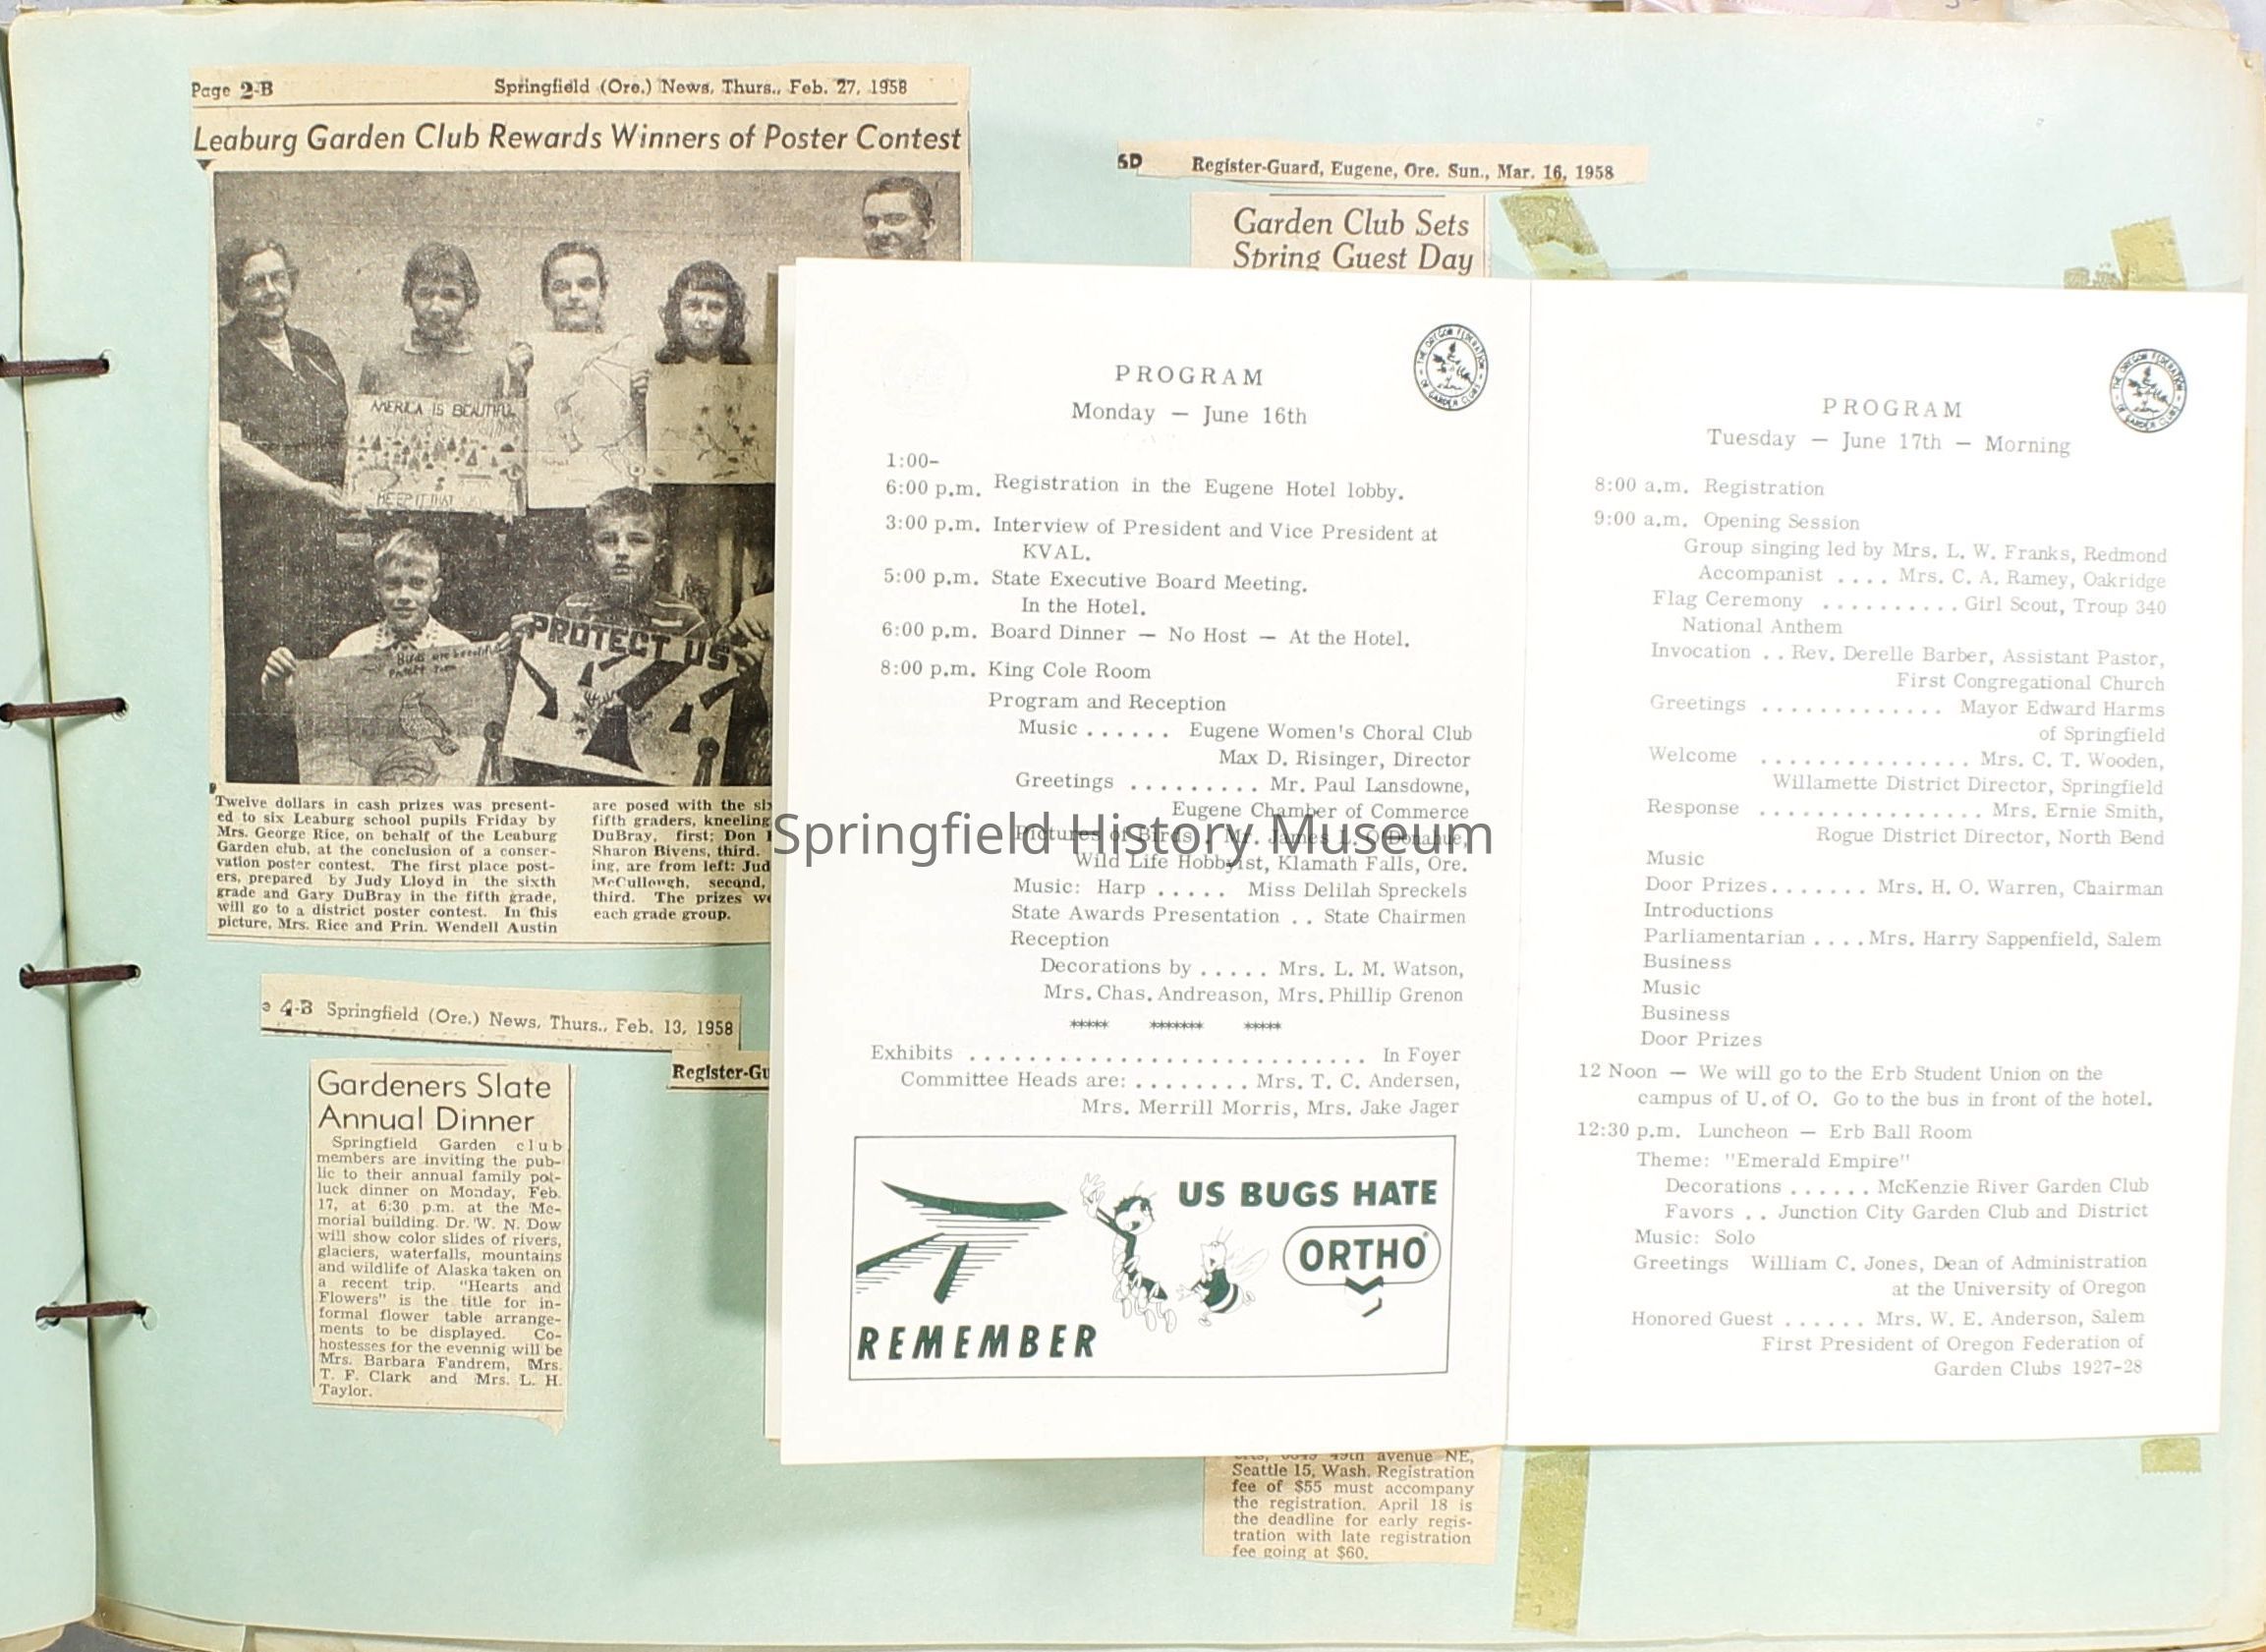 Page 2-B Springfield (Ore.) News, Thurs., Feb. 27, 1958
Leaburg Garden Club Rewards Winners of Poster Contest
AMERICA IS BEAUTIFUL
KEEP IT THAT
Birds are beautiful
Protect Them
PROTECT US
Twelve dollars in cash prizes was present-
ed to six Leaburg school pupils Friday by
Mrs. George Rice, on behalf of the Leaburg
Garden club, at the conclusion of a conser-
vation poster contest. The first place post-
ers, prepared by Judy Lloyd in the sixth
grade and Gary DuBray in the fifth grade,
will go to a district poster contest. In this
picture, Mrs. Rice and Prin. Wendell Austin
are posed with the
fifth graders, kneeling
DuBray, first; Don
Sharon Bivens, third.
ing, are from left: Jud
McCullough, second,
third. The prizes
each grade group.
4-B Springfield (Ore.) News, Thurs., Feb. 13, 1958
Gardeners Slate
Annual Dinner
Springfield Garden club
members are inviting the pub-
lic to their annual family pot-
luck dinner on Monday, Feb.
17, at 6:30 p.m. at the Me-
morial building. Dr. W. N. Dow
will show color slides of rivers,
glaciers, waterfalls, mountains
and wildlife of Alaska taken on
a recent trip. "Hearts and
Flowers" is the title for in-
formal flower table arrange-
ments to be displayed. Co-
hostesses for the evennig will be
Mrs. Barbara Fandrem, Mrs.
T. F. Clark and Mrs. L. H.
Taylor.
Register-Gu
6D Register-Guard, Eugene, Ore. Sun., Mar. 16, 1958
Garden Club Sets
Spring Guest Day
PROGRAM
THE OREGON FEDERATION OF GARDEN CLUBS
Monday — June 16th
1:00–
6:00 p.m. Registration in the Eugene Hotel lobby.
3:00 p.m. Interview of President and Vice President at
KVAL.
5:00 p.m. State Executive Board Meeting.
In the Hotel.
6:00 p.m. Board Dinner — No Host — At the Hotel.
8:00 p.m. King Cole Room
Program and Reception
Music ...... Eugene Women's Choral Club
Max D. Risinger, Director
Greetings ......... Mr. Paul Lansdowne,
Eugene Chamber of Commerce
Pictures of Birds . Mr. James L. O'Donahue,
Wild Life Hobbyist, Klamath Falls, Ore.
Music: Harp ..... Miss Delilah Spreckels
State Awards Presentation .. State Chairmen
Reception
Decorations by ..... Mrs. L. M. Watson,
Mrs. Chas. Andreason, Mrs. Phillip Grenon
***** ******* *****
Exhibits ........................... In Foyer
Committee Heads are: ........ Mrs. T. C. Andersen,
Mrs. Merrill Morris, Mrs. Jake Jager
US BUGS HATE
ORTHO
REMEMBER
PROGRAM
THE OREGON FEDERATION OF GARDEN CLUBS
Tuesday — June 17th — Morning
8:00 a.m. Registration
9:00 a.m. Opening Session
Group singing led by Mrs. L. W. Franks, Redmond
Accompanist .... Mrs. C. A. Ramey, Oakridge
Flag Ceremony .......... Girl Scout, Troup 340
National Anthem
Invocation .. Rev. Derelle Barber, Assistant Pastor,
First Congregational Church
Greetings ............. Mayor Edward Harms
of Springfield
Welcome ............... Mrs. C. T. Wooden,
Willamette District Director, Springfield
Response ................ Mrs. Ernie Smith,
Rogue District Director, North Bend
Music
Door Prizes....... Mrs. H. O. Warren, Chairman
Introductions
Parliamentarian .... Mrs. Harry Sappenfield, Salem
Business
Music
Business
Door Prizes
12 Noon — We will go to the Erb Student Union on the
campus of U. of O. Go to the bus in front of the hotel.
12:30 p.m. Luncheon — Erb Ball Room
Theme: "Emerald Empire"
Decorations ...... McKenzie River Garden Club
Favors .. Junction City Garden Club and District
Music: Solo
Greetings William C. Jones, Dean of Administration
at the University of Oregon
Honored Guest ...... Mrs. W. E. Anderson, Salem
First President of Oregon Federation of
Garden Clubs 1927-28
avenue NE,
Seattle 15, Wash. Registration
fee of $55 must accompany
the registration. April 18 is
the deadline for early regis-
tration with late registration
fee going at $60.
Springfield History Museum